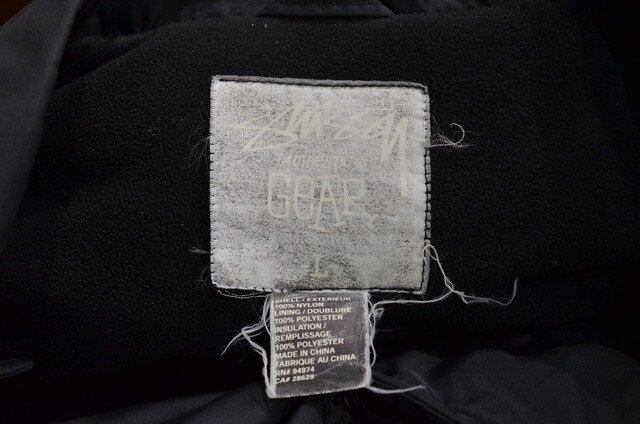 STÜSSY
AUTHENTIC
GEAR
L
SHELL / EXTERIEUR
100% NYLON
LINING / DOUBLURE
100% POLYESTER
INSULATION /
REMPLISSAGE
100% POLYESTER
MADE IN CHINA
FABRIQUE AU CHINA
RN# 94974
CA# 28629